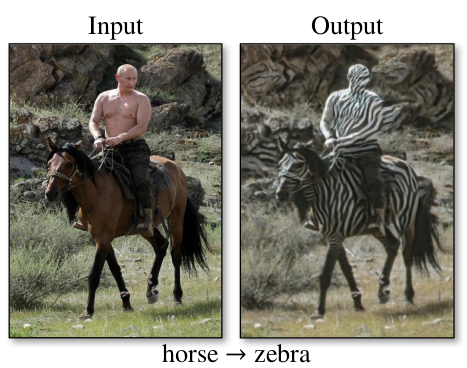 Input Output
horse → zebra